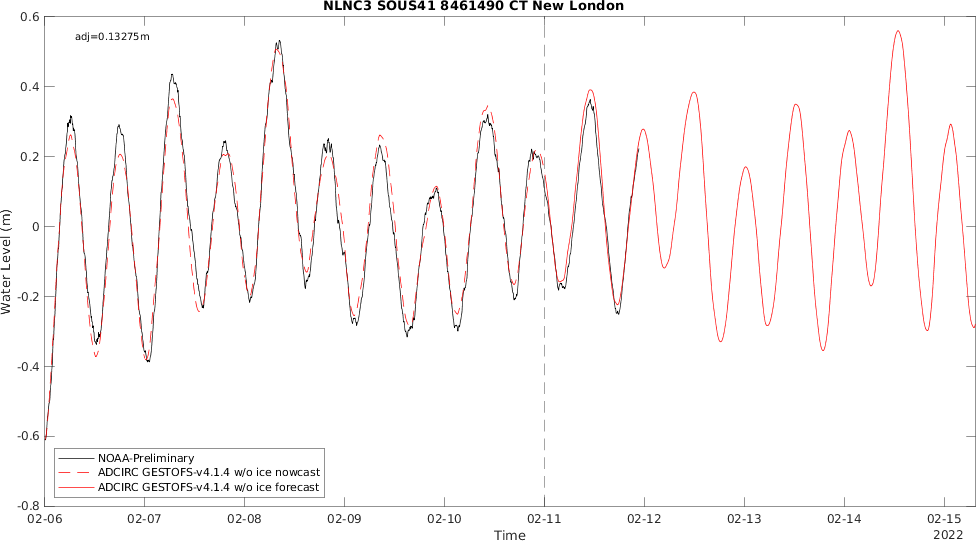 NLNC3 SOUS41 8461490 CT New London
adj=0.13275m
0.6
0.4
0.2
0
-0.2
-0.4
-0.6
-0.8
Water Level (m)
NOAA-Preliminary
ADCIRC GESTOFS-v4.1.4 w/o ice nowcast
ADCIRC GESTOFS-v4.1.4 w/o ice forecast
02-06 02-07 02-08 02-09 02-10 02-11 02-12 02-13 02-14 02-15
Time
2022